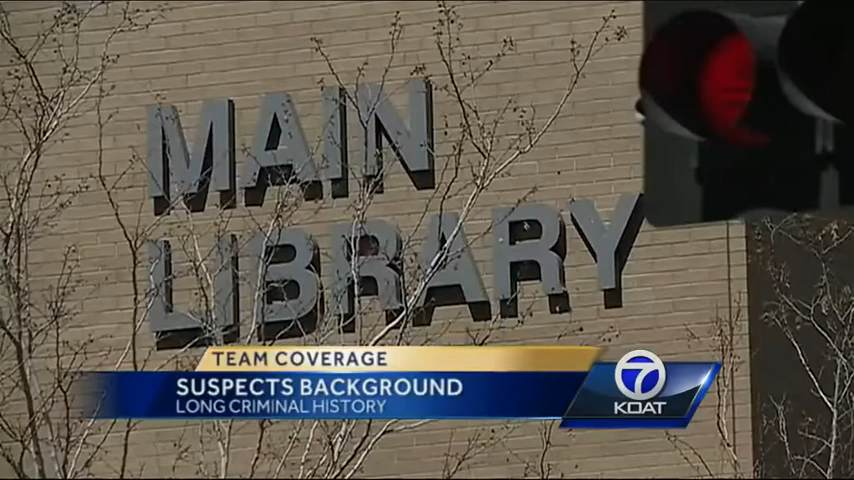 MAIN
LIBRARY
TEAM COVERAGE
SUSPECTS BACKGROUND
LONG CRIMINAL HISTORY
7
KOAT